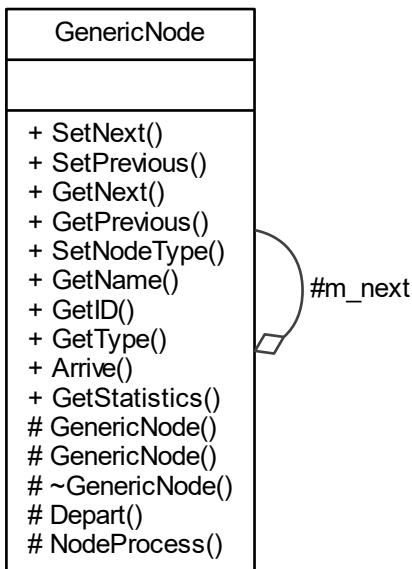 GenericNode
+ SetNext()
+ SetPrevious()
+ GetNext()
+ GetPrevious()
+ SetNodeType()
+ GetName()
+ GetID()
+ GetType()
+ Arrive()
+ GetStatistics()
# GenericNode()
# GenericNode()
# ~GenericNode()
# Depart()
# NodeProcess()
#m_next